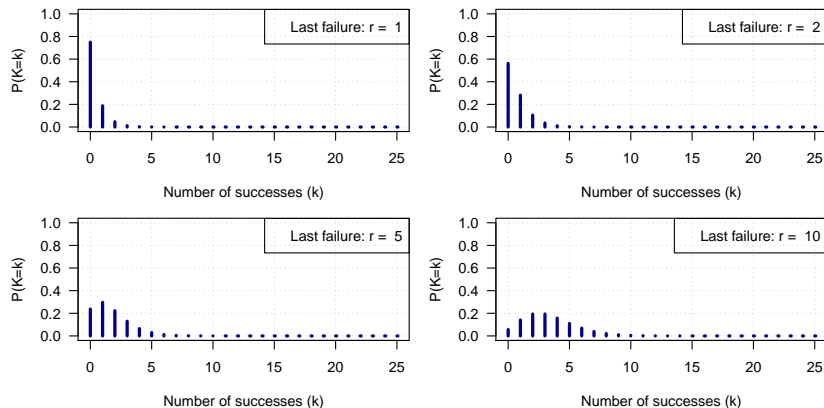 Last failure: r = 1
P(K=k)
1.0
0.8
0.6
0.4
0.2
0.0
0 5 10 15 20 25
Number of successes (k)
Last failure: r = 2
P(K=k)
1.0
0.8
0.6
0.4
0.2
0.0
0 5 10 15 20 25
Number of successes (k)
Last failure: r = 5
P(K=k)
1.0
0.8
0.6
0.4
0.2
0.0
0 5 10 15 20 25
Number of successes (k)
Last failure: r = 10
P(K=k)
1.0
0.8
0.6
0.4
0.2
0.0
0 5 10 15 20 25
Number of successes (k)